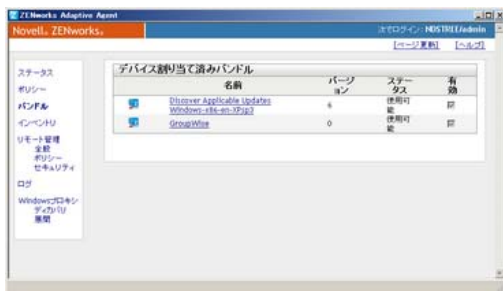 ZENworks Adaptive Agent
Novell. ZENworks.
次でログイン: NDSTREE/admin
[ページ更新] [ヘルプ]
ステータス
ポリシー
バンドル
インベントリ
リモート管理
全般
ポリシー
セキュリティ
ログ
Windowsプロキシ
ディカバリ
展開
デバイス割り当て済みバンドル
名前 バージョン ステータス 有効
Discover Applicable Updates Windows-x86-en-XPsp3 6 使用可能
GroupWise 0 使用可能